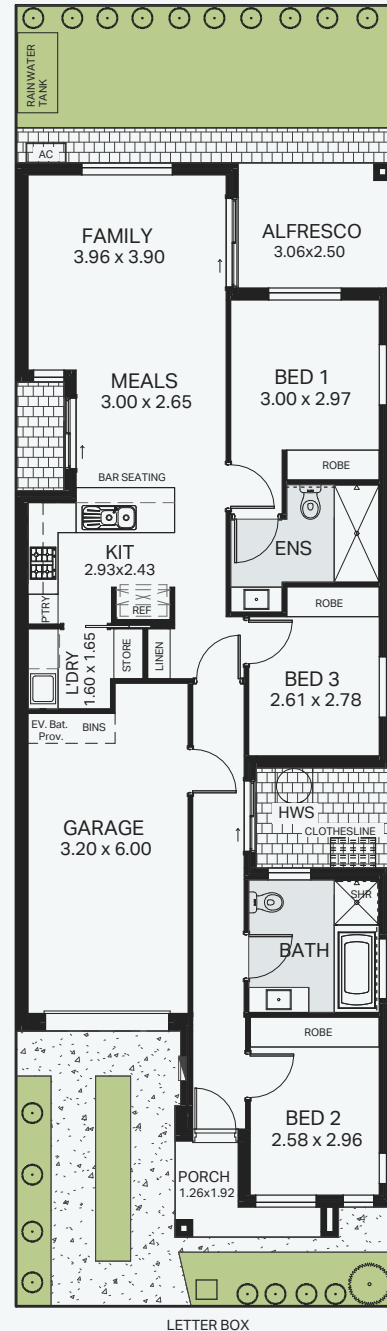 RAINWATER
TANK
AC
FAMILY
3.96 x 3.90
ALFRESCO
3.06x2.50
MEALS
3.00 x 2.65
BED 1
3.00 x 2.97
BAR SEATING
ROBE
KIT
2.93x2.43
ENS
P'TRY
REF
ROBE
L'DRY
1.60 x 1.65
STORE
LINEN
BED 3
2.61 x 2.78
EV. Bat.
Prov.
BINS
HWS
CLOTHESLINE
GARAGE
3.20 x 6.00
SHR
BATH
ROBE
BED 2
2.58 x 2.96
PORCH
1.26x1.92
LETTER BOX